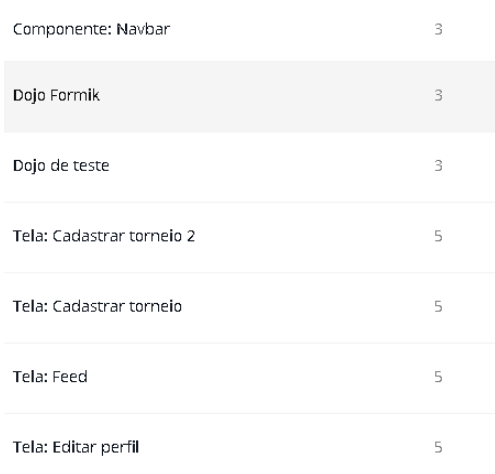 Componente: Navbar 3
Dojo Formik 3
Dojo de teste 3
Tela: Cadastrar torneio 2 5
Tela: Cadastrar torneio 5
Tela: Feed 5
Tela: Editar perfil 5